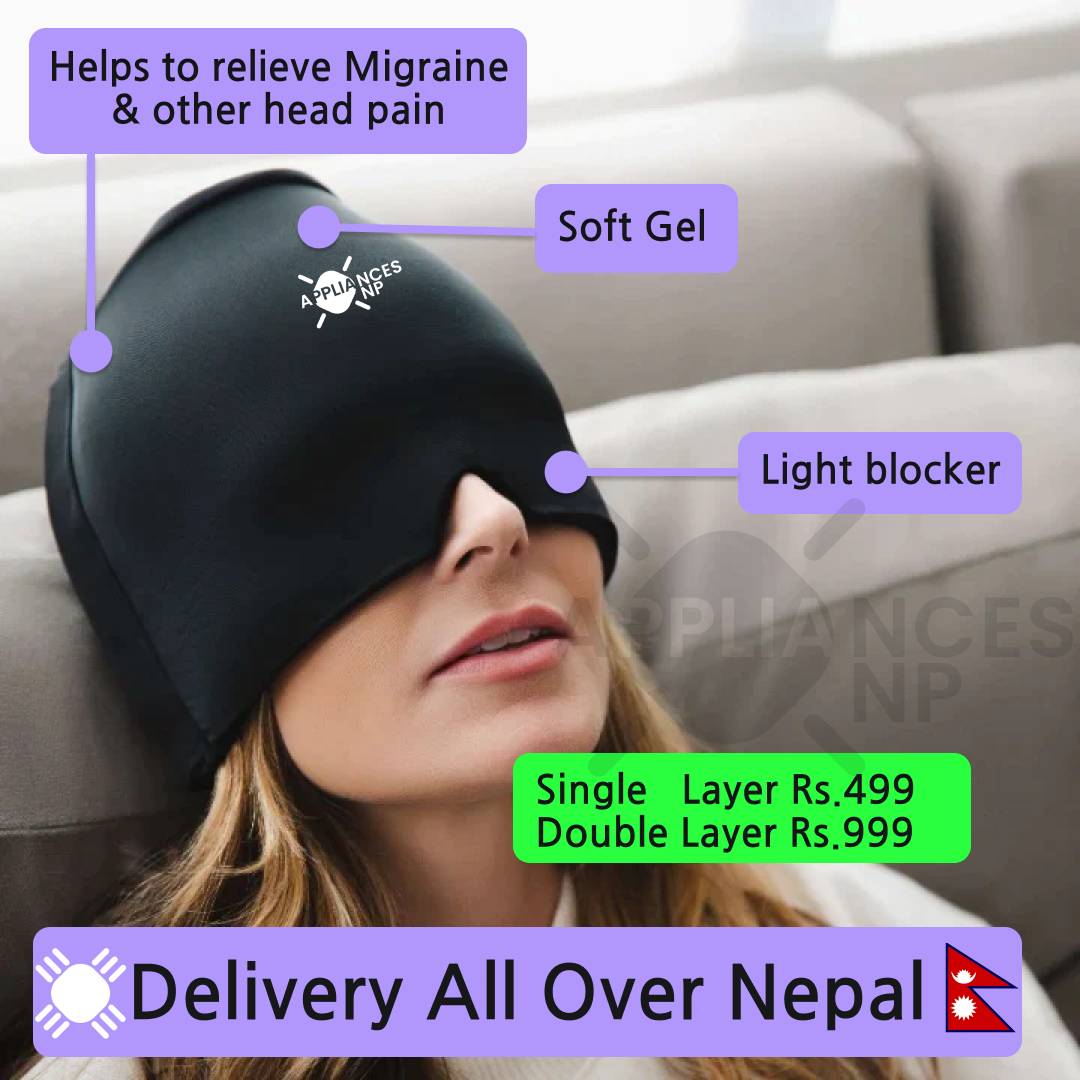 Helps to relieve Migraine
& other head pain
Soft Gel
APPLIANCES
NP
Light blocker
APPLIANCES
NP
Single Layer Rs.499
Double Layer Rs.999
Delivery All Over Nepal